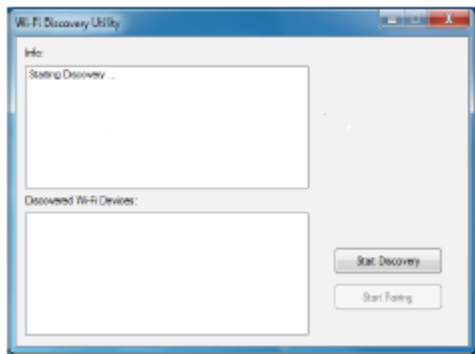 Wi-Fi Discovery Utility
Info:
Starting Discovery ...
Discovered Wi-Fi Devices:
Start Discovery
Start Pairing